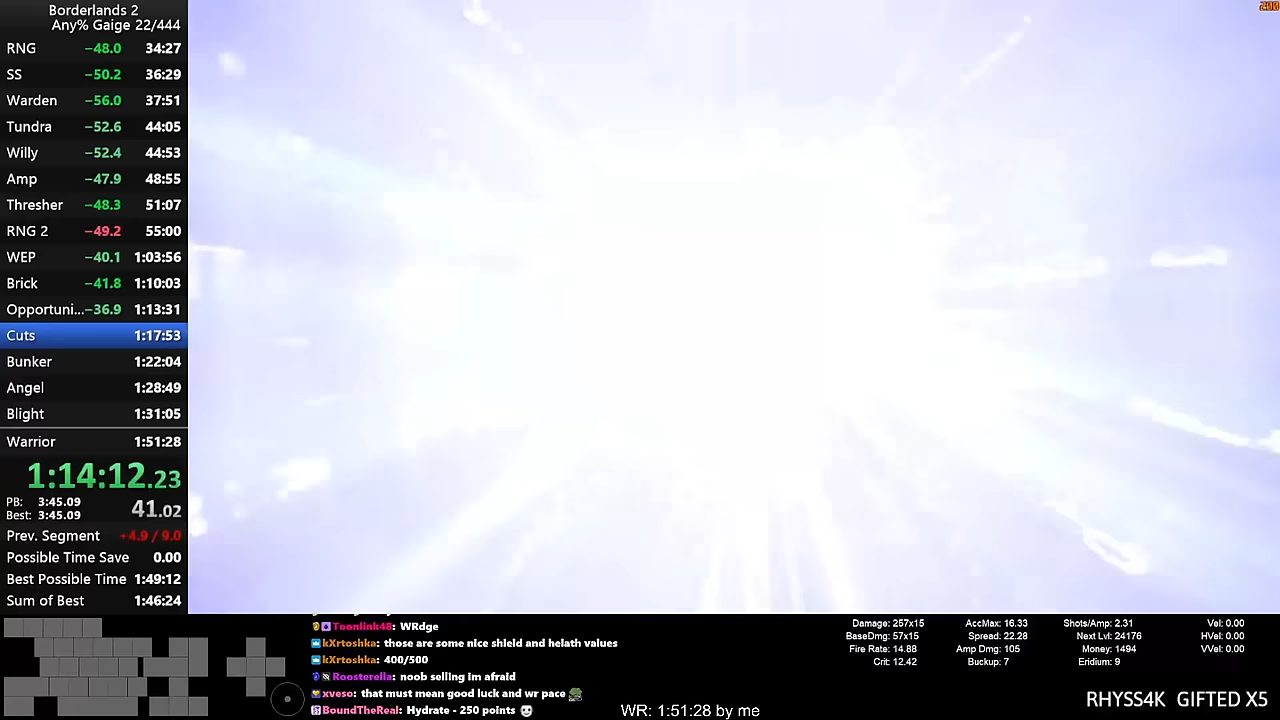 Borderlands 2
Any% Gaige 22/444
RNG −48.0 34:27
SS −50.2 36:29
Warden −56.0 37:51
Tundra −52.6 44:05
Willy −52.4 44:53
Amp −47.9 48:55
Thresher −48.3 51:07
RNG 2 −49.2 55:00
WEP −40.1 1:03:56
Brick −41.8 1:10:03
Opportuni... −36.9 1:13:31
Cuts 1:17:53
Bunker 1:22:04
Angel 1:28:49
Blight 1:31:05
Warrior 1:51:28
1:14:12.23
PB: 3:45.09
Best: 3:45.09
41.02
Prev. Segment +4.9 / 9.0
Possible Time Save 0.00
Best Possible Time 1:49:12
Sum of Best 1:46:24
200
Toonlink48: WRdge
kXrtoshka: those are some nice shield and helath values
kXrtoshka: 400/500
Roosterella: noob selling im afraid
xveso: that must mean good luck and wr pace
BoundTheReal: Hydrate - 250 points
WR: 1:51:28 by me
Damage: 257x15 AccMax: 16.33 Shots/Amp: 2.31 Vel: 0.00
BaseDmg: 57x15 Spread: 22.28 Next Lvl: 24176 HVel: 0.00
Fire Rate: 14.88 Amp Dmg: 105 Money: 1494 VVel: 0.00
Crit: 12.42 Buckup: 7 Eridium: 9
RHYSS4K GIFTED X5